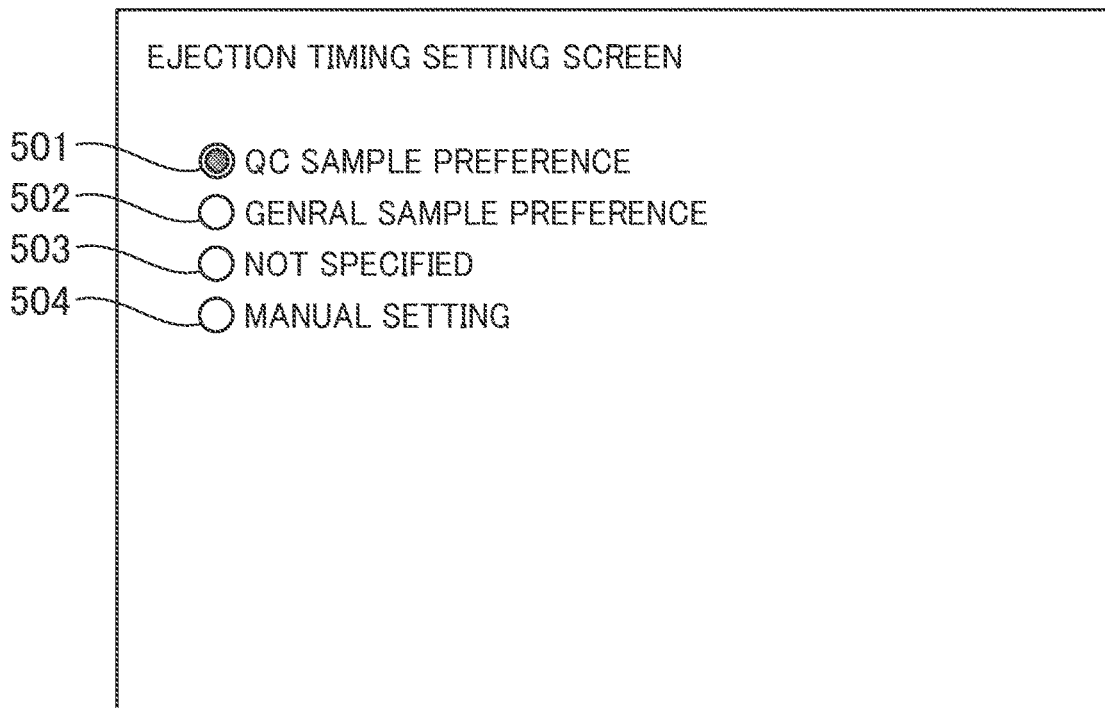 EJECTION TIMING SETTING SCREEN
501 QC SAMPLE PREFERENCE
502 GENRAL SAMPLE PREFERENCE
503 NOT SPECIFIED
504 MANUAL SETTING